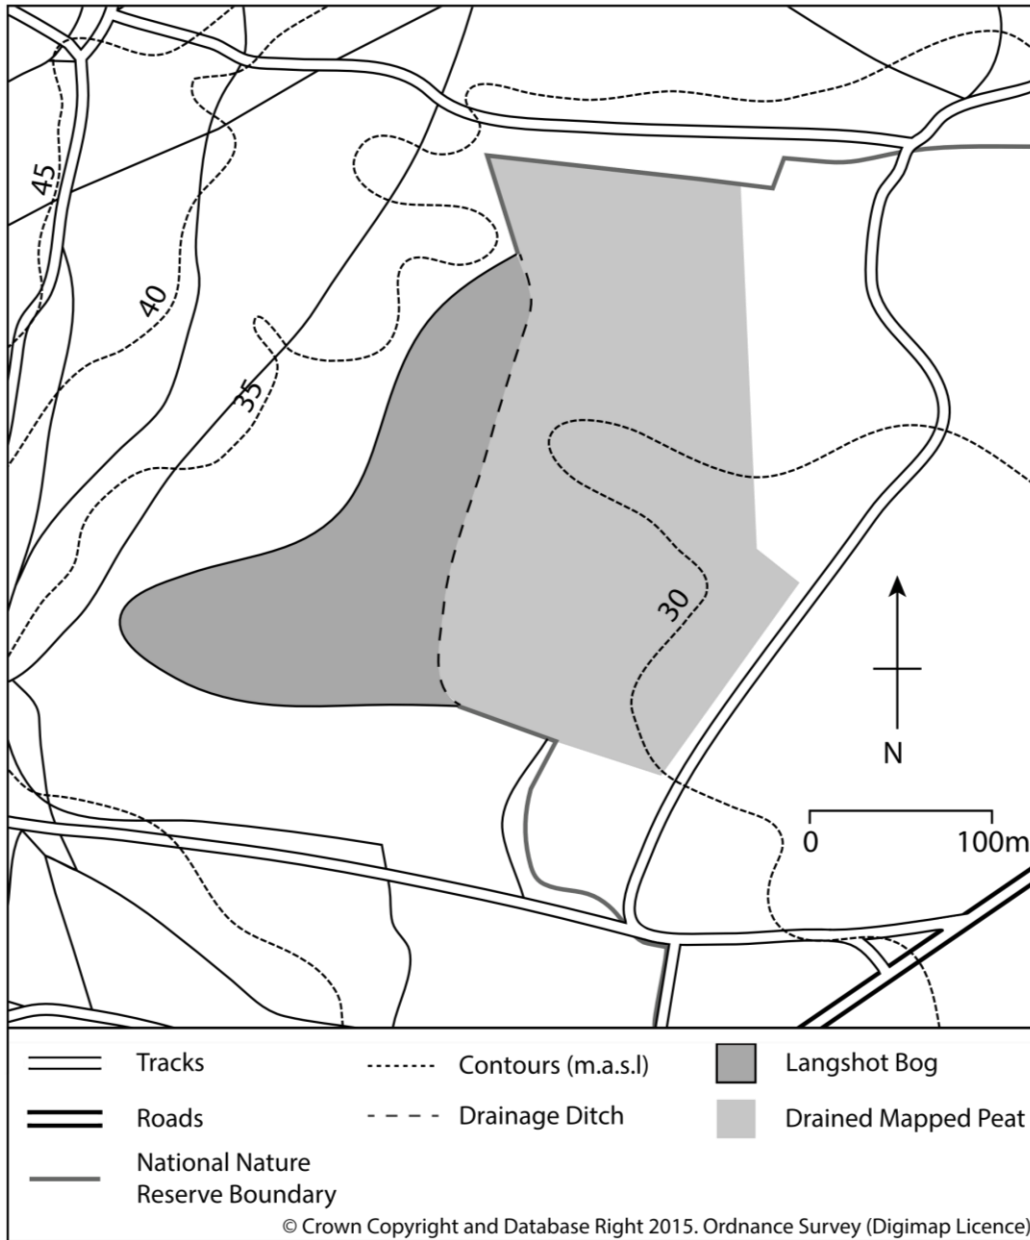 45
40
35
30
N
0 100m
Tracks
Contours (m.a.s.l)
Langshot Bog
Roads
Drainage Ditch
Drained Mapped Peat
National Nature
Reserve Boundary
© Crown Copyright and Database Right 2015. Ordnance Survey (Digimap Licence)